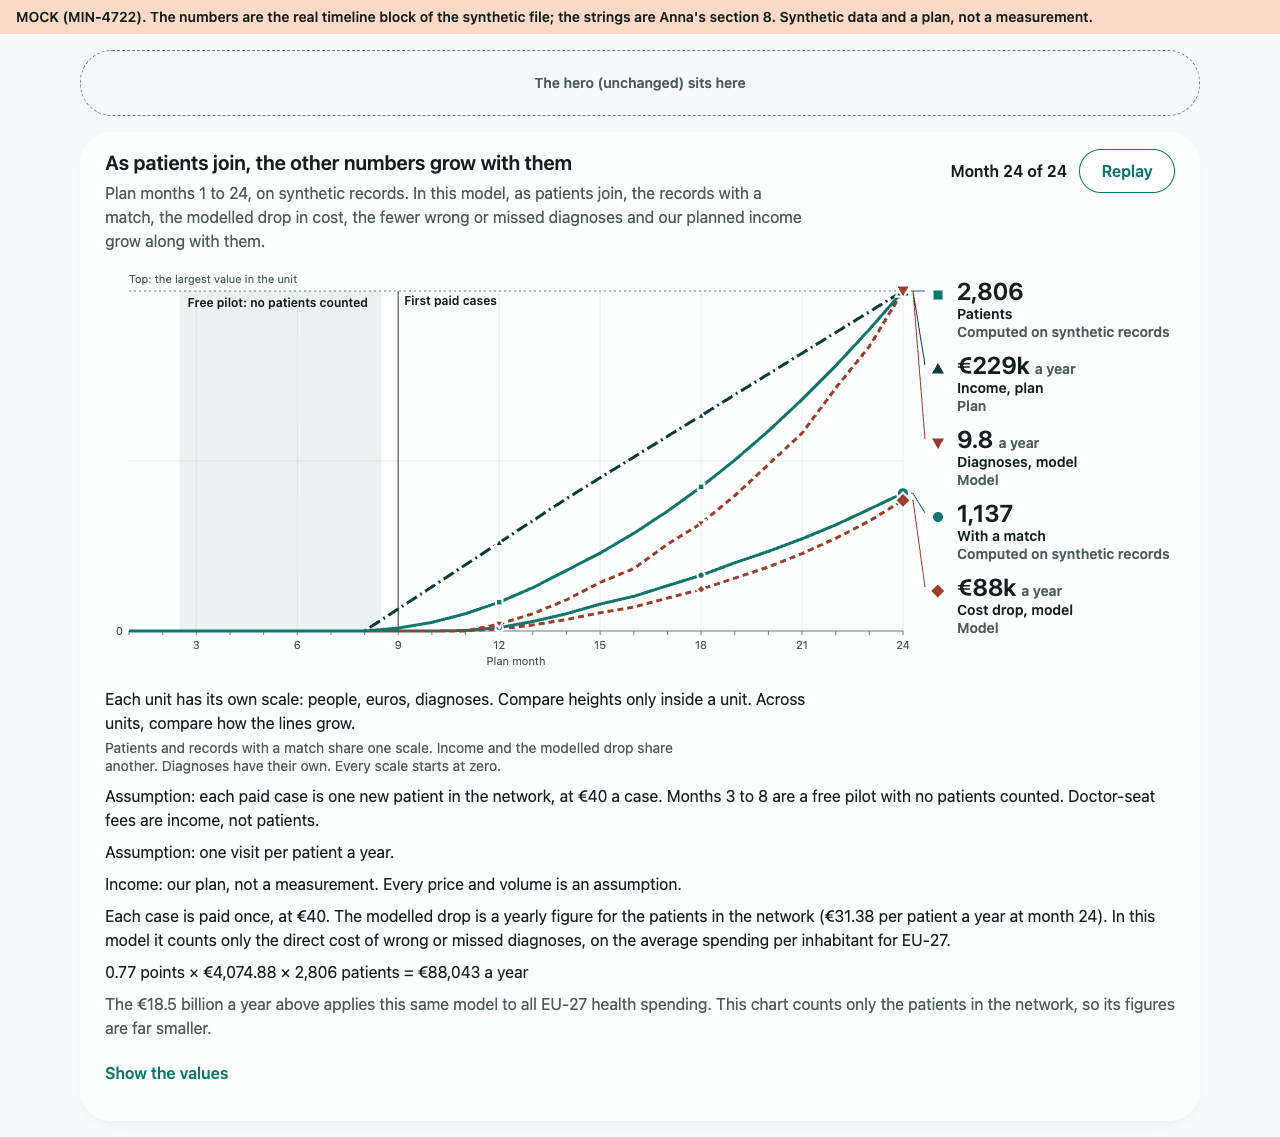 MOCK (MIN-4722). The numbers are the real timeline block of the synthetic file; the strings are Anna's section 8. Synthetic data and a plan, not a measurement.
The hero (unchanged) sits here
As patients join, the other numbers grow with them
Month 24 of 24
Replay
Plan months 1 to 24, on synthetic records. In this model, as patients join, the records with a
match, the modelled drop in cost, the fewer wrong or missed diagnoses and our planned income
grow along with them.
Top: the largest value in the unit
Free pilot: no patients counted
First paid cases
2,806
Patients
Computed on synthetic records
€229k a year
Income, plan
Plan
9.8 a year
Diagnoses, model
Model
1,137
With a match
Computed on synthetic records
€88k a year
Cost drop, model
Model
0
3 6 9 12 15 18 21 24
Plan month
Each unit has its own scale: people, euros, diagnoses. Compare heights only inside a unit. Across
units, compare how the lines grow.
Patients and records with a match share one scale. Income and the modelled drop share
another. Diagnoses have their own. Every scale starts at zero.
Assumption: each paid case is one new patient in the network, at €40 a case. Months 3 to 8 are a free pilot with no patients counted. Doctor-seat
fees are income, not patients.
Assumption: one visit per patient a year.
Income: our plan, not a measurement. Every price and volume is an assumption.
Each case is paid once, at €40. The modelled drop is a yearly figure for the patients in the network (€31.38 per patient a year at month 24). In this
model it counts only the direct cost of wrong or missed diagnoses, on the average spending per inhabitant for EU-27.
0.77 points × €4,074.88 × 2,806 patients = €88,043 a year
The €18.5 billion a year above applies this same model to all EU-27 health spending. This chart counts only the patients in the network, so its figures
are far smaller.
Show the values